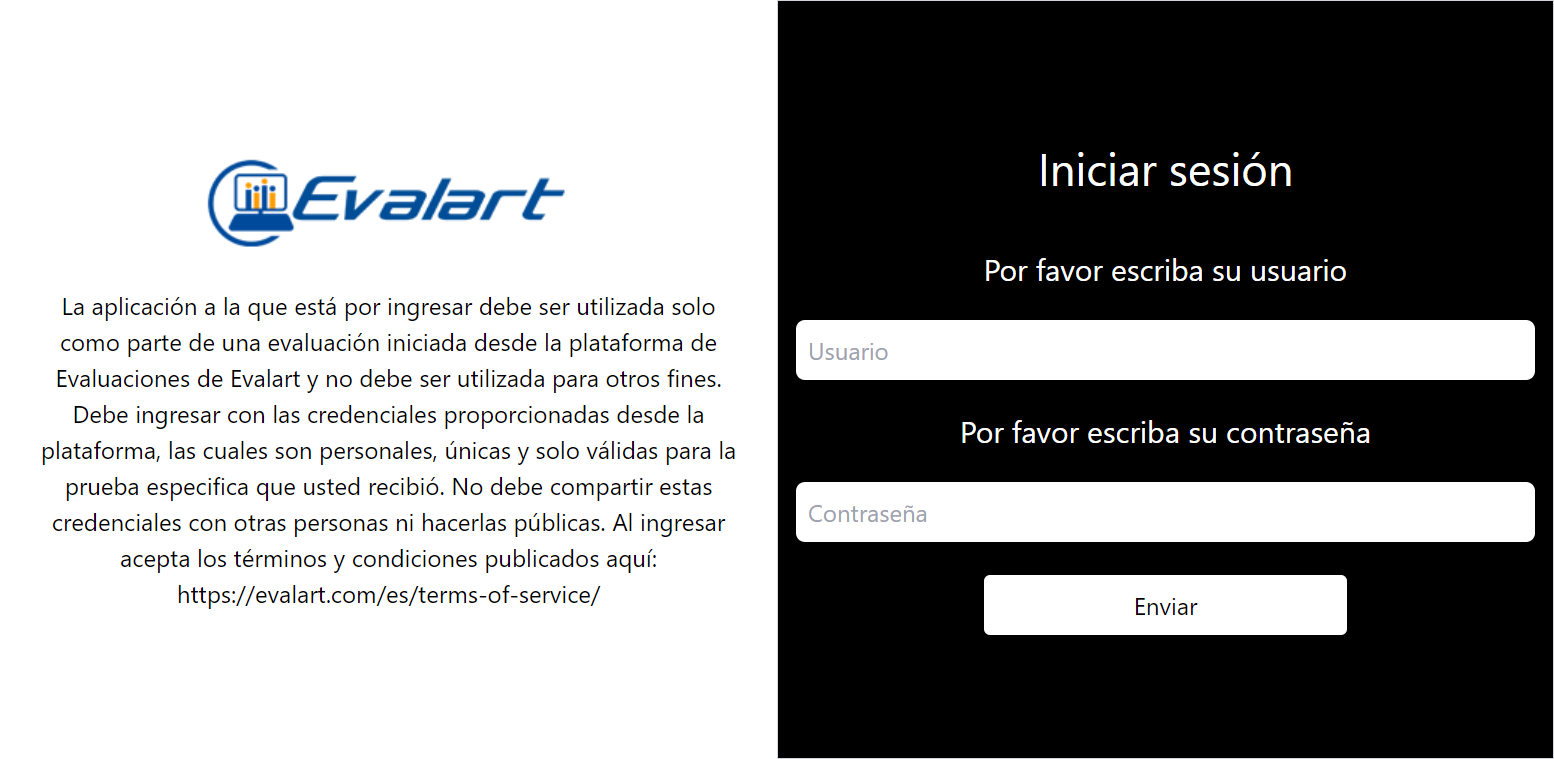 Evalart
La aplicación a la que está por ingresar debe ser utilizada solo
como parte de una evaluación iniciada desde la plataforma de
Evaluaciones de Evalart y no debe ser utilizada para otros fines.
Debe ingresar con las credenciales proporcionadas desde la
plataforma, las cuales son personales, únicas y solo válidas para la
prueba especifica que usted recibió. No debe compartir estas
credenciales con otras personas ni hacerlas públicas. Al ingresar
acepta los términos y condiciones publicados aquí:
https://evalart.com/es/terms-of-service/
Iniciar sesión
Por favor escriba su usuario
Usuario
Por favor escriba su contraseña
Contraseña
Enviar